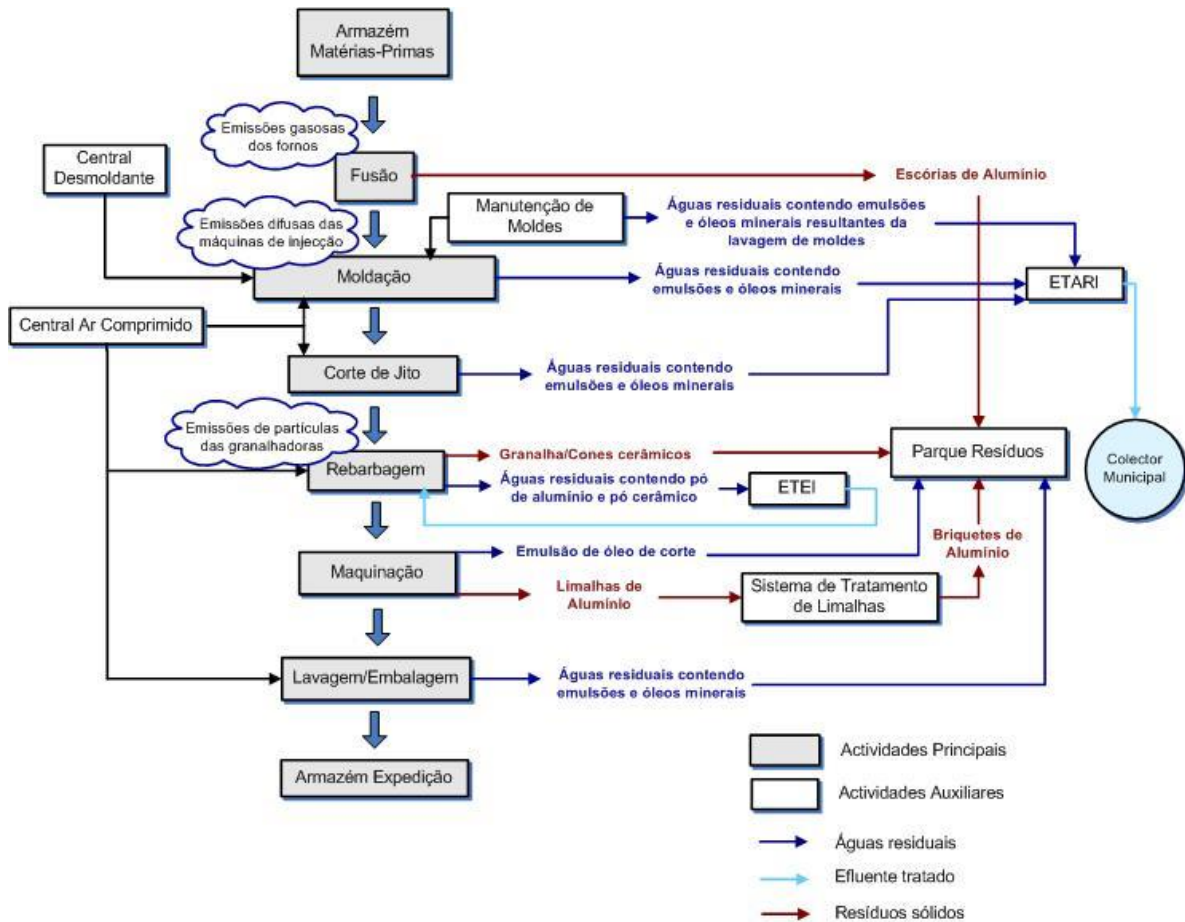 Armazém
Matérias-Primas
Emissões gasosas
dos fornos
Central
Desmoldante
Fusão
Escórias de Alumínio
Emissões difusas das
máquinas de injecção
Manutenção de
Moldes
Águas residuais contendo emulsões
e óleos minerais resultantes da
lavagem de moldes
Moldação
Águas residuais contendo
emulsões e óleos minerais
ETARI
Central Ar Comprimido
Corte de Jito
Águas residuais contendo
emulsões e óleos minerais
Emissões de partículas
das granalhadoras
Rebarbagem
Granalha/Cones cerâmicos
Parque Resíduos
Colector
Municipal
Águas residuais contendo pó
de alumínio e pó cerâmico
ETEI
Maquinação
Emulsão de óleo de corte
Briquetes de
Alumínio
Limalhas de
Alumínio
Sistema de Tratamento
de Limalhas
Lavagem/Embalagem
Águas residuais contendo
emulsões e óleos minerais
Armazém Expedição
Actividades Principais
Actividades Auxiliares
Águas residuais
Efluente tratado
Resíduos sólidos